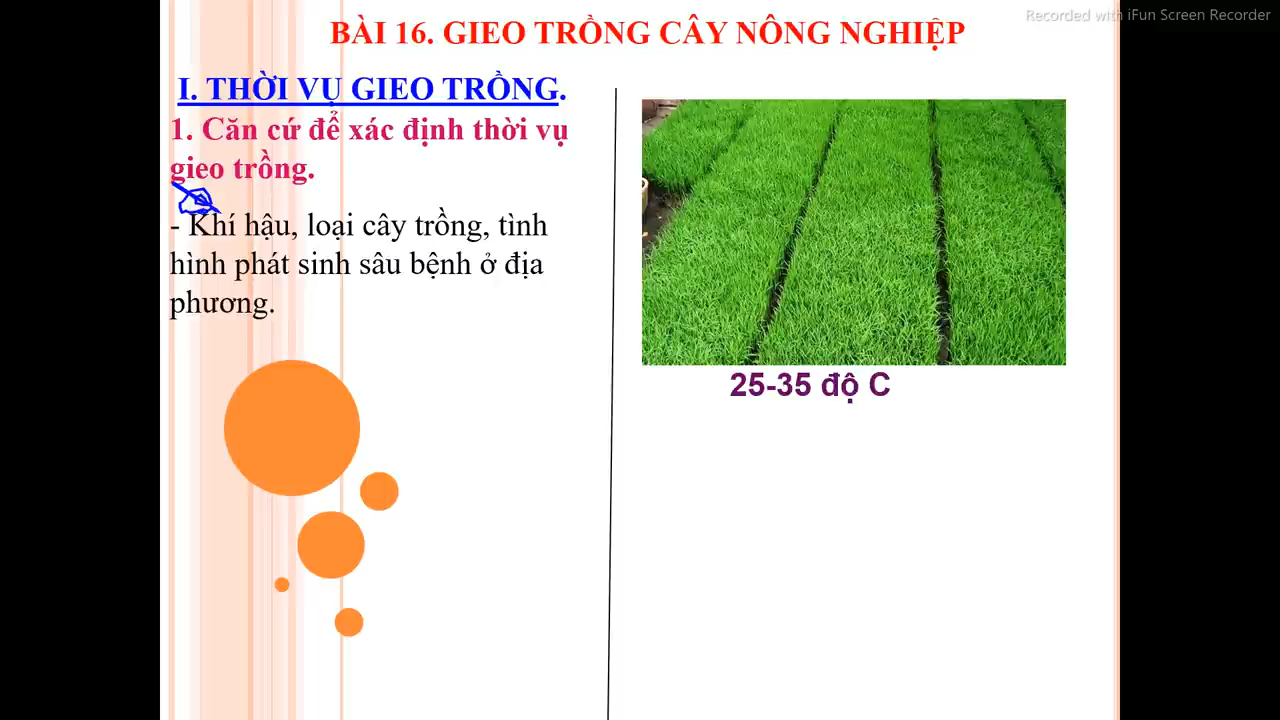 Recorded with iFun Screen Recorder
BÀI 16. GIEO TRỒNG CÂY NÔNG NGHIỆP
I. THỜI VỤ GIEO TRỒNG.
1. Căn cứ để xác định thời vụ
gieo trồng.
- Khí hậu, loại cây trồng, tình
hình phát sinh sâu bệnh ở địa
phương.
25-35 độ C